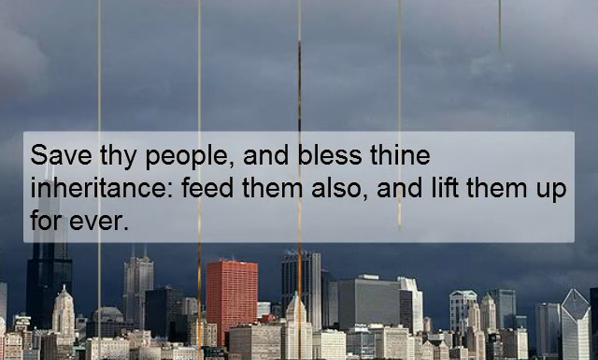 Save thy people, and bless thine
inheritance: feed them also, and lift them up
for ever.